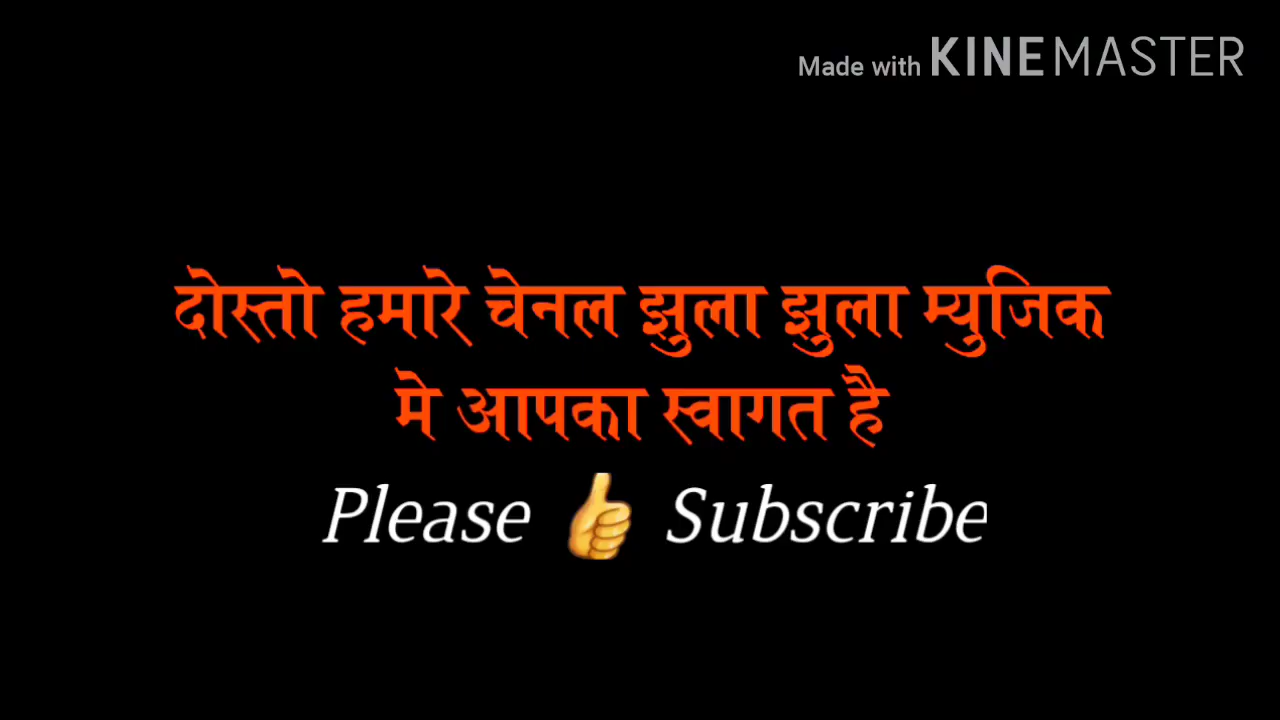 Made with KINEMASTER
दोस्तो हमारे चेनल झुला झुला म्युजिक
मे आपका स्वागत है
Please 👍 Subscribe